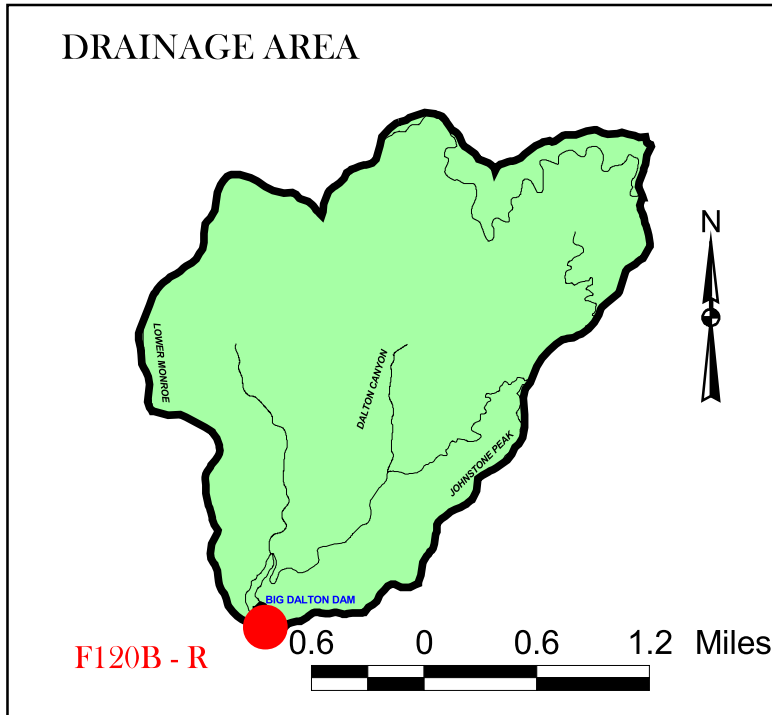 DRAINAGE AREA
N
LOWER MONROE
DALTON CANYON
JOHNSTONE PEAK
BIG DALTON DAM
F120B - R
0.6 0 0.6 1.2 Miles